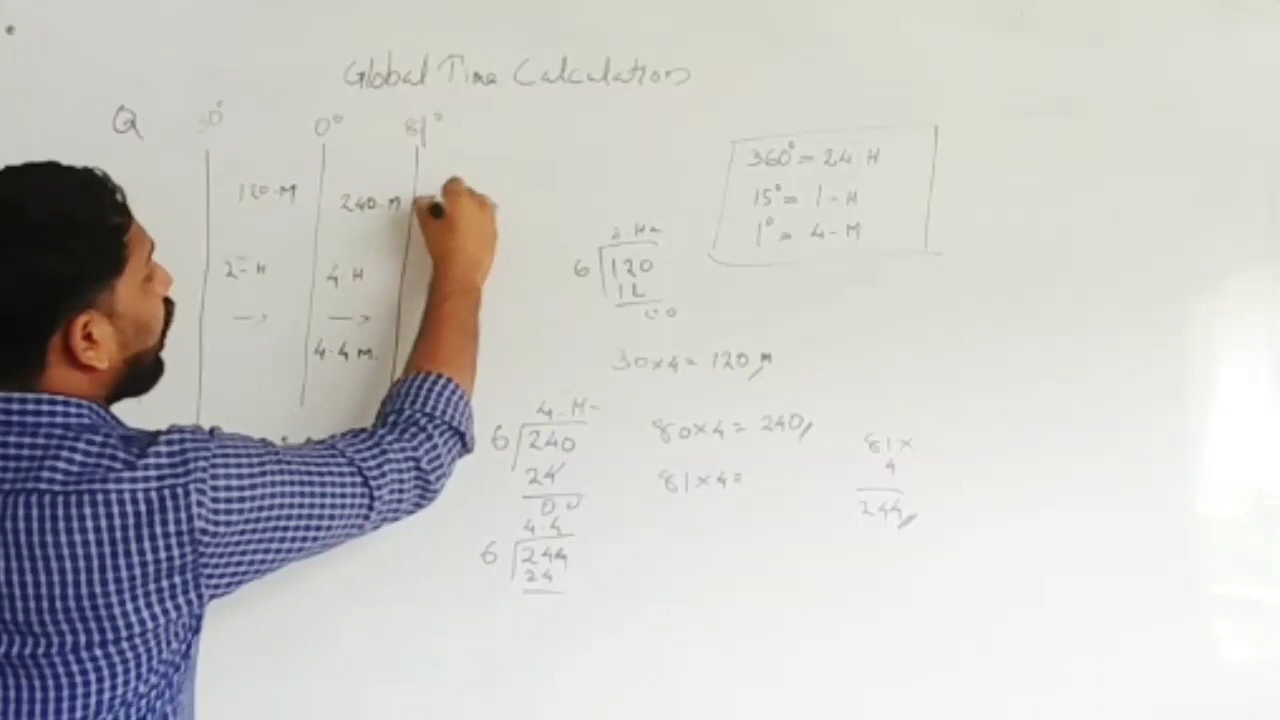 Global Time Calculation
Q 30° 0° 81°
120-M 240-M
2-H 4-H
→ →
4.4 M.
360° = 24 H
15° = 1-H
1° = 4-M
6 120
12
00
30×4= 120 M
4.H
6 240
24
00
80×4= 240
81×4=
81×
4
244
4.4
6 244
24